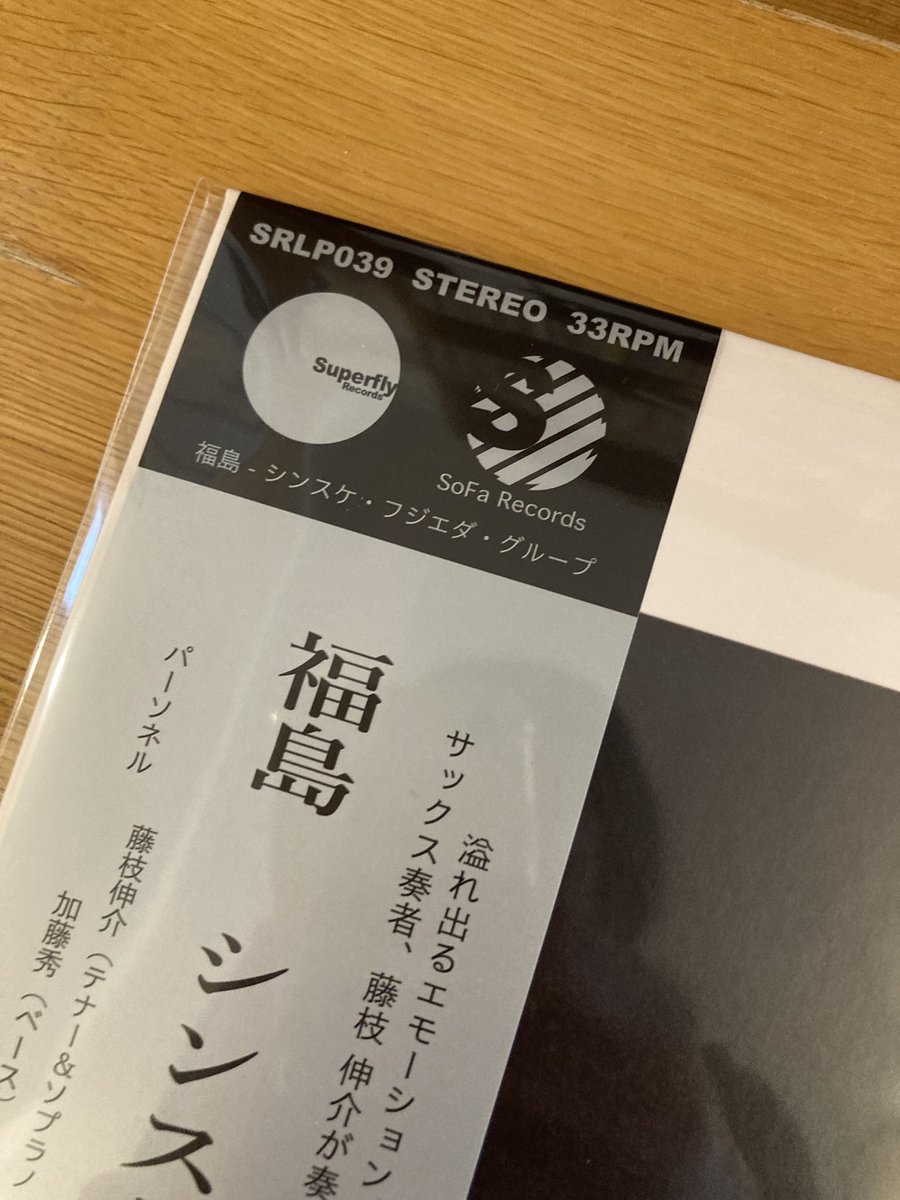 SRLP039 STEREO 33RPM
Superfly
Records
S
SoFa Records
福島 - シンスケ・フジエダ・グループ
溢れ出るエモーション
サックス奏者、藤枝 伸介が奏
福島 シンス
パーソネル 藤枝伸介（テナー＆ソプラノ
加藤秀（ベース）